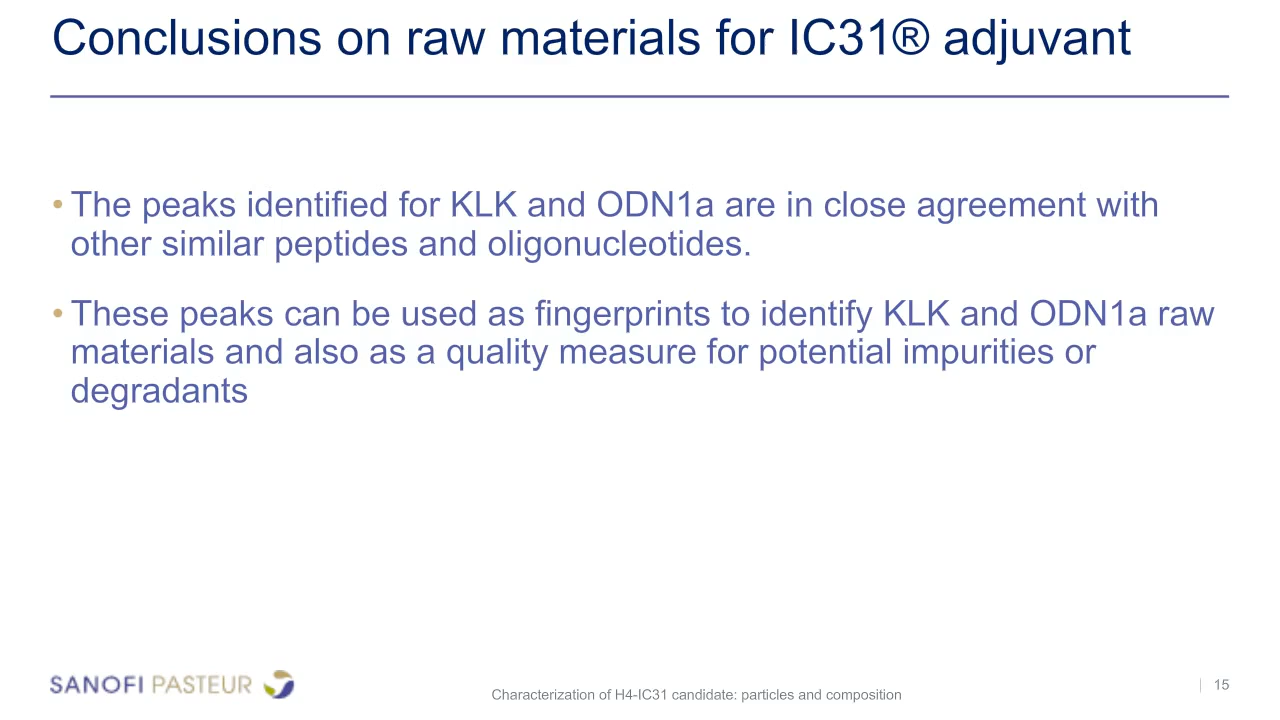 Conclusions on raw materials for IC31® adjuvant
• The peaks identified for KLK and ODN1a are in close agreement with
other similar peptides and oligonucleotides.
• These peaks can be used as fingerprints to identify KLK and ODN1a raw
materials and also as a quality measure for potential impurities or
degradants
SANOFI PASTEUR
Characterization of H4-IC31 candidate: particles and composition
| 15